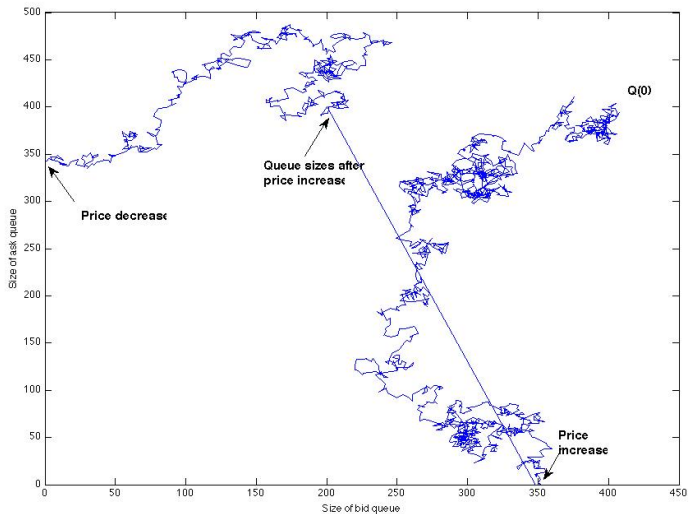 500
450
400
350
300
250
200
150
100
50
0
Size of ask queue
Q(0)
Queue sizes after
price increase
Price decrease
Price
increase
0
50
100
150
200
250
300
350
400
450
Size of bid queue